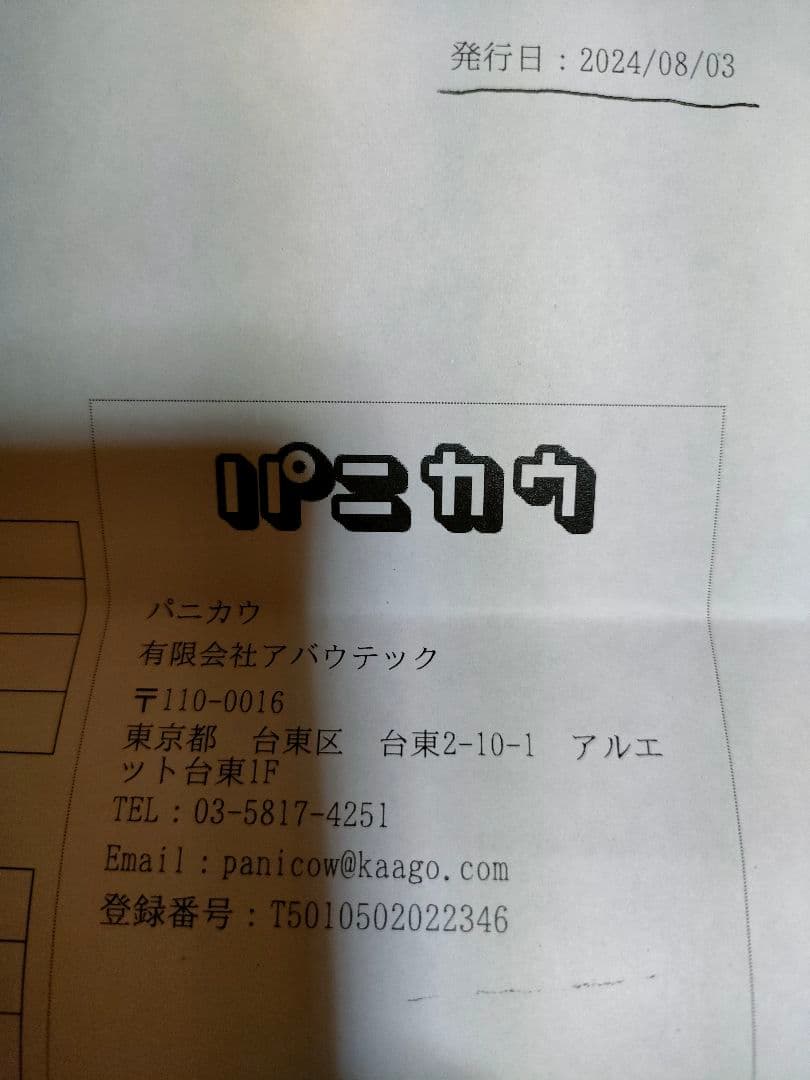 発行日：2024/08/03
パニカウ
パニカウ
有限会社アバウテック
〒110-0016
東京都　台東区　台東2-10-1　アルエ
ット台東1F
TEL：03-5817-4251
Email：panicow@kaago.com
登録番号：T5010502022346